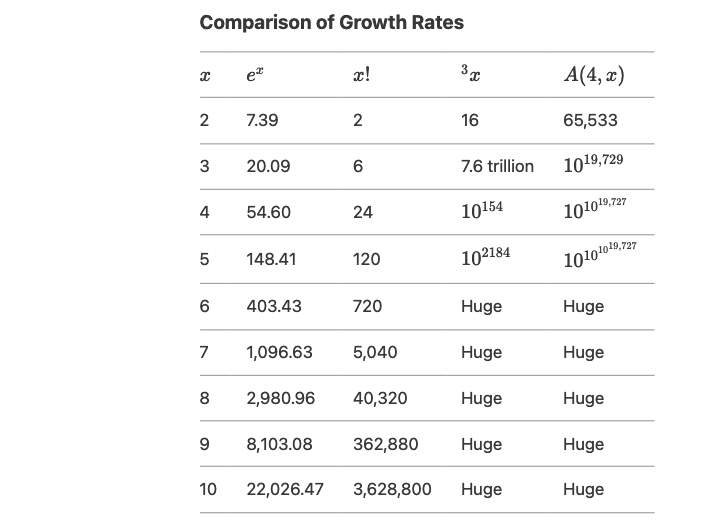 Comparison of Growth Rates
x e^x x! ³x A(4, x)
2 7.39 2 16 65,533
3 20.09 6 7.6 trillion 10^19,729
4 54.60 24 10^154 10^10^19,727
5 148.41 120 10^2184 10^10^10^19,727
6 403.43 720 Huge Huge
7 1,096.63 5,040 Huge Huge
8 2,980.96 40,320 Huge Huge
9 8,103.08 362,880 Huge Huge
10 22,026.47 3,628,800 Huge Huge